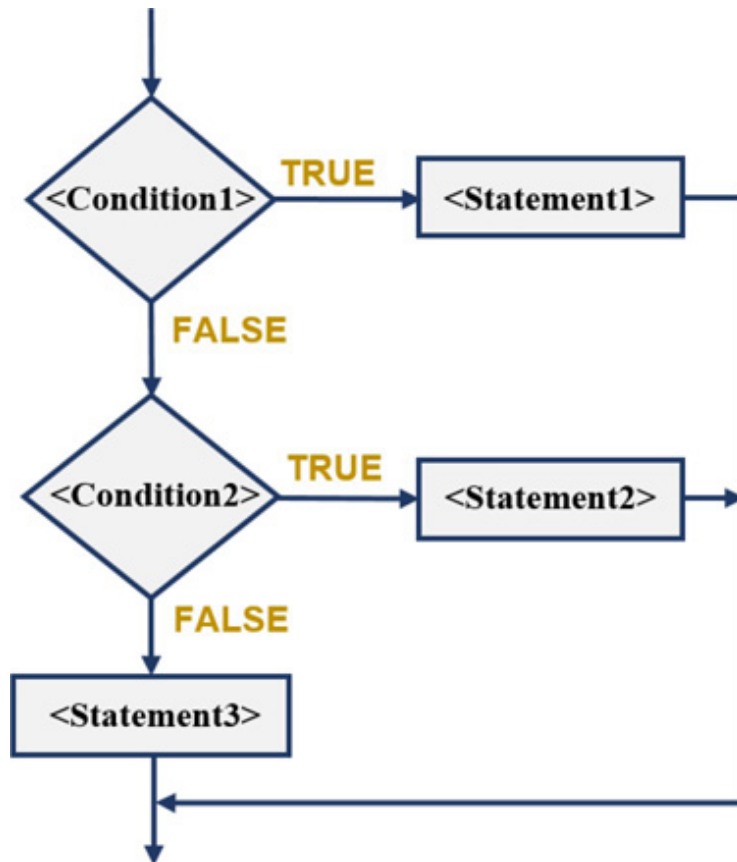 TRUE
<Condition1>
<Statement1>
FALSE
TRUE
<Condition2>
<Statement2>
FALSE
<Statement3>